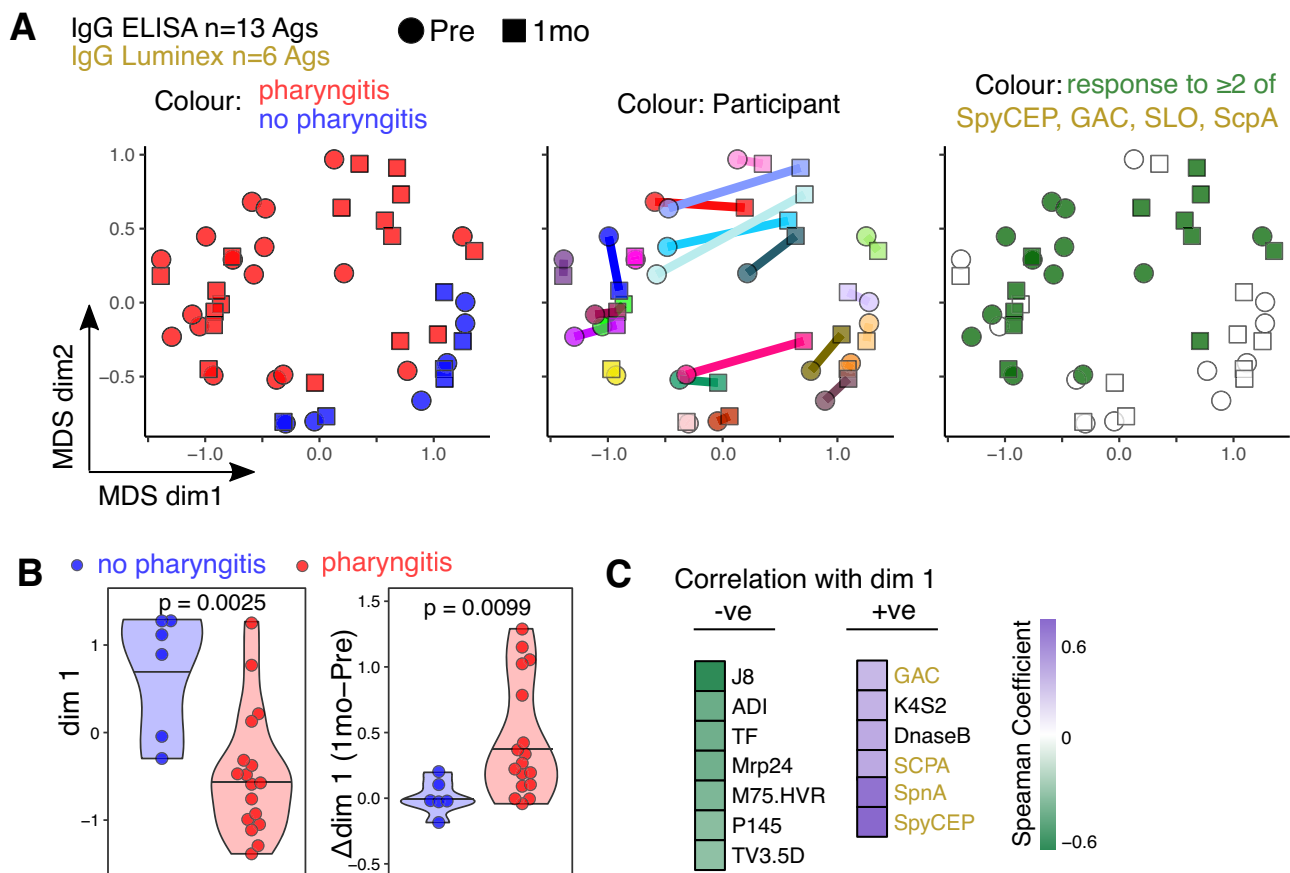 A
IgG ELISA n=13 Ags
IgG Luminex n=6 Ags
Pre
1mo
Colour: pharyngitis
no pharyngitis
Colour: Participant
Colour: response to ≥2 of
SpyCEP, GAC, SLO, ScpA
1.0
0.5
0.0
−0.5
MDS dim2
−1.0 0.0 1.0
−1.0 0.0 1.0
−1.0 0.0 1.0
MDS dim1
B
no pharyngitis
pharyngitis
p = 0.0025
1
0
−1
dim 1
p = 0.0099
1.5
1.0
0.5
0.0
−0.5
Δdim 1 (1mo−Pre)
C
Correlation with dim 1
-ve
+ve
J8
ADI
TF
Mrp24
M75.HVR
P145
TV3.5D
GAC
K4S2
DnaseB
SCPA
SpnA
SpyCEP
Speaman Coefficient
0.6
0
−0.6